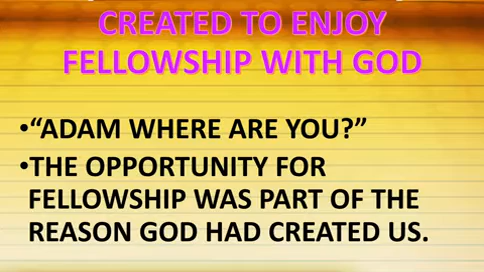 CREATED TO ENJOY
FELLOWSHIP WITH GOD
•“ADAM WHERE ARE YOU?”
•THE OPPORTUNITY FOR
FELLOWSHIP WAS PART OF THE
REASON GOD HAD CREATED US.